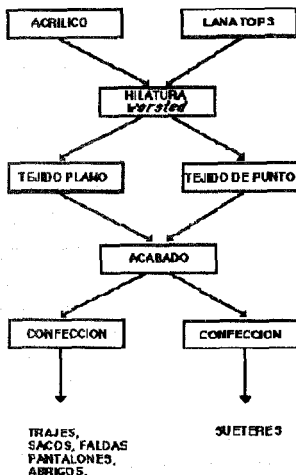 ACRILICO
LANA TOPS
HILATURA
worsted
TEJIDO PLANO
TEJIDO DE PUNTO
ACABADO
CONFECCION
CONFECCION
TRAJES,
SACOS, FALDAS
PANTALONES,
ABRIGOS.
SUETERES